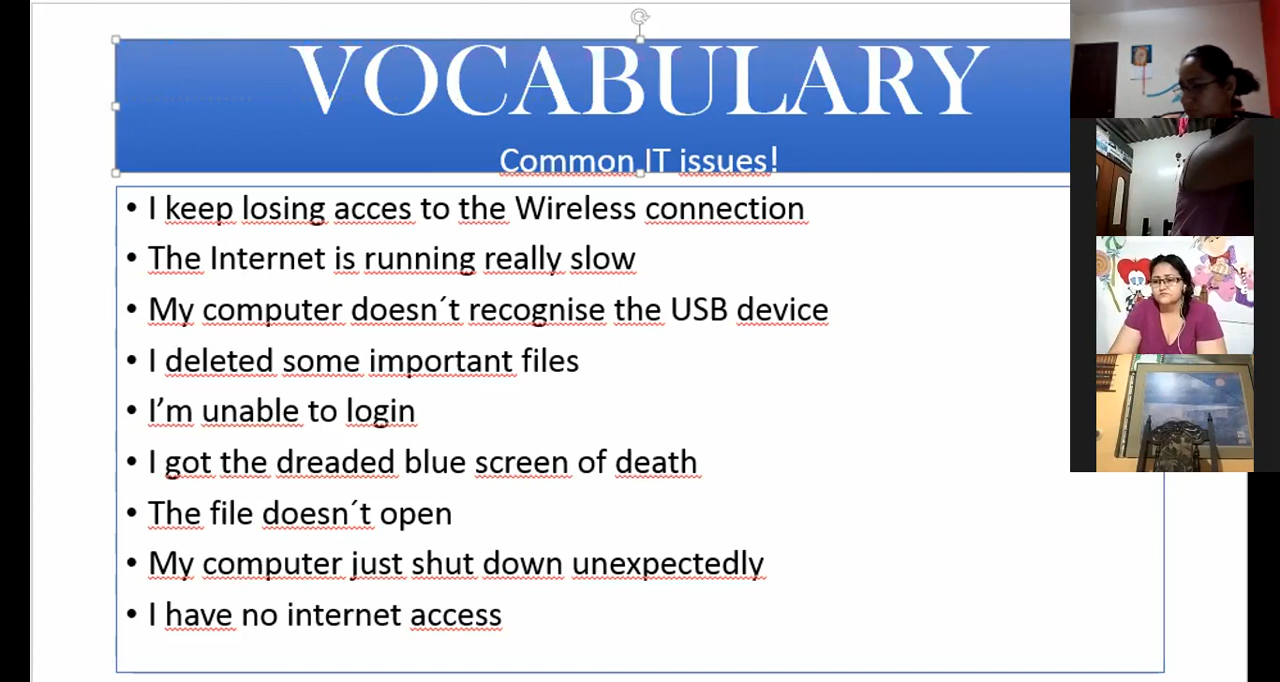 VOCABULARY
Common IT issues!
• I keep losing acces to the Wireless connection
• The Internet is running really slow
• My computer doesn´t recognise the USB device
• I deleted some important files
• I'm unable to login
• I got the dreaded blue screen of death
• The file doesn´t open
• My computer just shut down unexpectedly
• I have no internet access